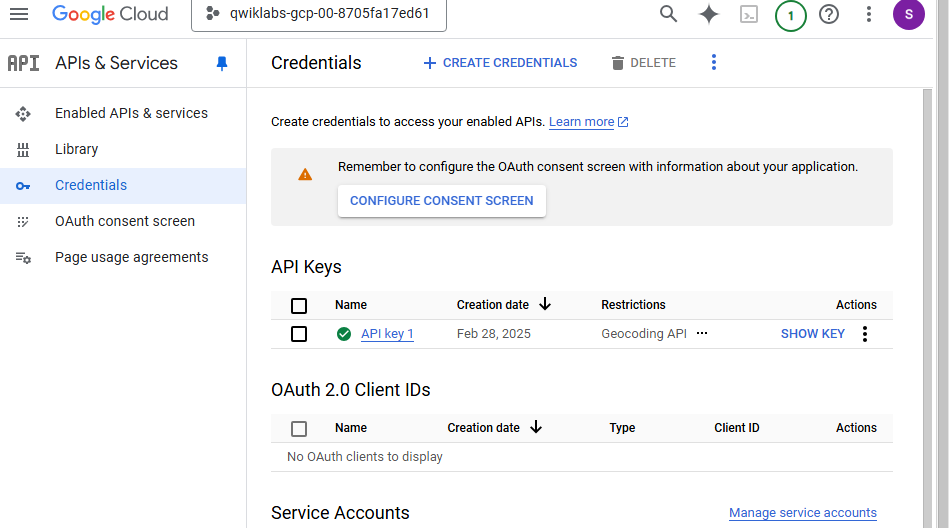 Google Cloud
qwiklabs-gcp-00-8705fa17ed61
1
S
API
APIs & Services
Credentials
CREATE CREDENTIALS
DELETE
Enabled APIs & services
Library
Credentials
OAuth consent screen
Page usage agreements
Create credentials to access your enabled APIs. Learn more
Remember to configure the OAuth consent screen with information about your application.
CONFIGURE CONSENT SCREEN
API Keys
Name Creation date Restrictions Actions
API key 1 Feb 28, 2025 Geocoding API ··· SHOW KEY
OAuth 2.0 Client IDs
Name Creation date Type Client ID Actions
No OAuth clients to display
Service Accounts Manage service accounts